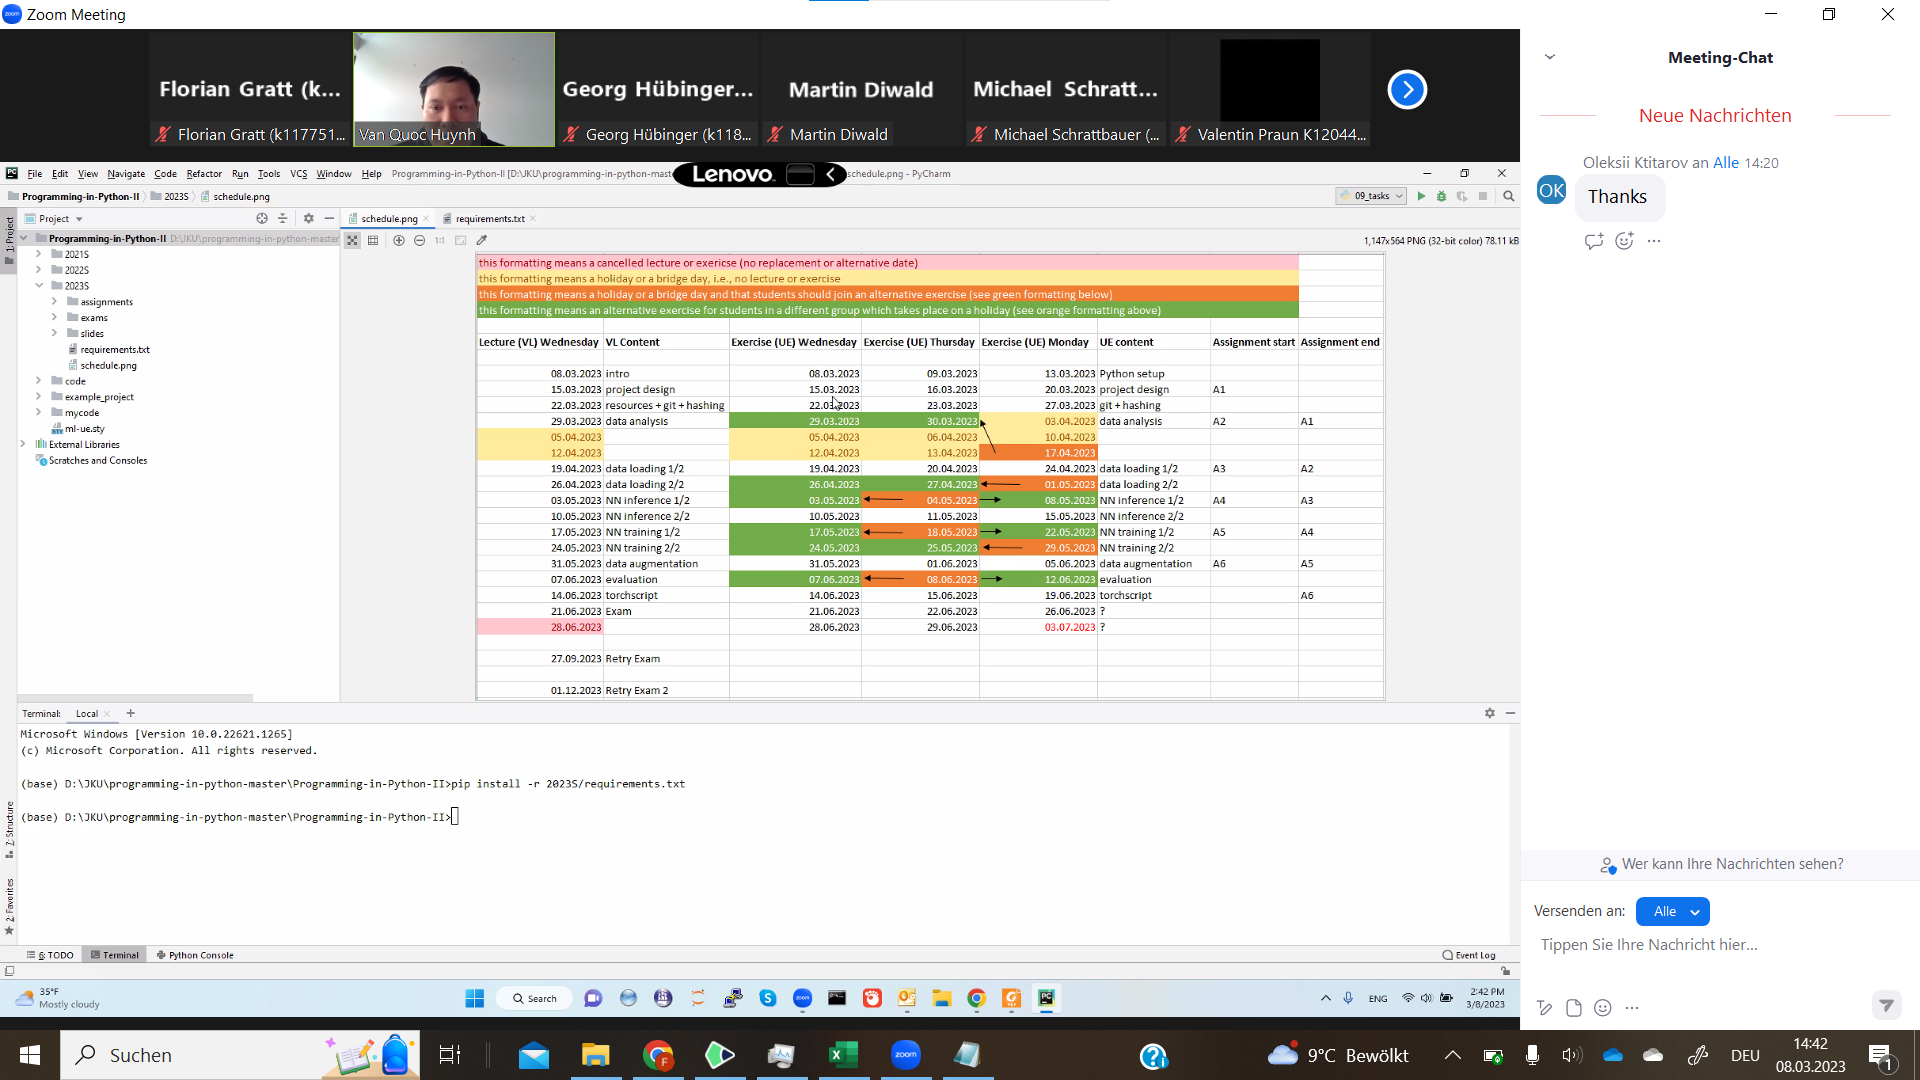 Zoom Meeting
Florian Gratt (k...
Georg Hübinger...
Martin Diwald
Michael Schratt...
Florian Gratt (k117751...
Van Quoc Huynh
Georg Hübinger (k118...
Martin Diwald
Michael Schrattbauer (...
Valentin Praun K12044...
File Edit View Navigate Code Refactor Run Tools VCS Window Help Programming-in-Python-II [D:\JKU\programming-in-python-mast
Lenovo
schedule.png - PyCharm
Programming-in-Python-II 2023S schedule.png
09_tasks
1: Project
Project
schedule.png
requirements.txt
1:1
1,147x564 PNG (32-bit color) 78.11 kB
Programming-in-Python-II D:\JKU\programming-in-python-master
2021S
2022S
2023S
assignments
exams
slides
requirements.txt
schedule.png
code
example_project
mycode
ml-ue.sty
External Libraries
Scratches and Consoles
this formatting means a cancelled lecture or exericse (no replacement or alternative date)
this formatting means a holiday or a bridge day, i.e., no lecture or exercise
this formatting means a holiday or a bridge day and that students should join an alternative exercise (see green formatting below)
this formatting means an alternative exercise for students in a different group which takes place on a holiday (see orange formatting above)
Lecture (VL) Wednesday VL Content Exercise (UE) Wednesday Exercise (UE) Thursday Exercise (UE) Monday UE content Assignment start Assignment end
08.03.2023 intro 08.03.2023 09.03.2023 13.03.2023 Python setup
15.03.2023 project design 15.03.2023 16.03.2023 20.03.2023 project design A1
22.03.2023 resources + git + hashing 22.03.2023 23.03.2023 27.03.2023 git + hashing
29.03.2023 data analysis 29.03.2023 30.03.2023 03.04.2023 data analysis A2 A1
05.04.2023 05.04.2023 06.04.2023 10.04.2023
12.04.2023 12.04.2023 13.04.2023 17.04.2023
19.04.2023 data loading 1/2 19.04.2023 20.04.2023 24.04.2023 data loading 1/2 A3 A2
26.04.2023 data loading 2/2 26.04.2023 27.04.2023 01.05.2023 data loading 2/2
03.05.2023 NN inference 1/2 03.05.2023 04.05.2023 08.05.2023 NN inference 1/2 A4 A3
10.05.2023 NN inference 2/2 10.05.2023 11.05.2023 15.05.2023 NN inference 2/2
17.05.2023 NN training 1/2 17.05.2023 18.05.2023 22.05.2023 NN training 1/2 A5 A4
24.05.2023 NN training 2/2 24.05.2023 25.05.2023 29.05.2023 NN training 2/2
31.05.2023 data augmentation 31.05.2023 01.06.2023 05.06.2023 data augmentation A6 A5
07.06.2023 evaluation 07.06.2023 08.06.2023 12.06.2023 evaluation
14.06.2023 torchscript 14.06.2023 15.06.2023 19.06.2023 torchscript A6
21.06.2023 Exam 21.06.2023 22.06.2023 26.06.2023 ?
28.06.2023 28.06.2023 29.06.2023 03.07.2023 ?
27.09.2023 Retry Exam
01.12.2023 Retry Exam 2
Terminal: Local
Microsoft Windows [Version 10.0.22621.1265]
(c) Microsoft Corporation. All rights reserved.
(base) D:\JKU\programming-in-python-master\Programming-in-Python-II>pip install -r 2023S/requirements.txt
(base) D:\JKU\programming-in-python-master\Programming-in-Python-II>
Z: Structure
2: Favorites
6: TODO Terminal Python Console
Event Log
35°F
Mostly cloudy
Search
ENG
2:42 PM
3/8/2023
Meeting-Chat
Neue Nachrichten
Oleksii Ktitarov an Alle 14:20
OK
Thanks
Wer kann Ihre Nachrichten sehen?
Versenden an: Alle
Tippen Sie Ihre Nachricht hier...
Suchen
zoom
9°C Bewölkt
DEU
14:42
08.03.2023
1